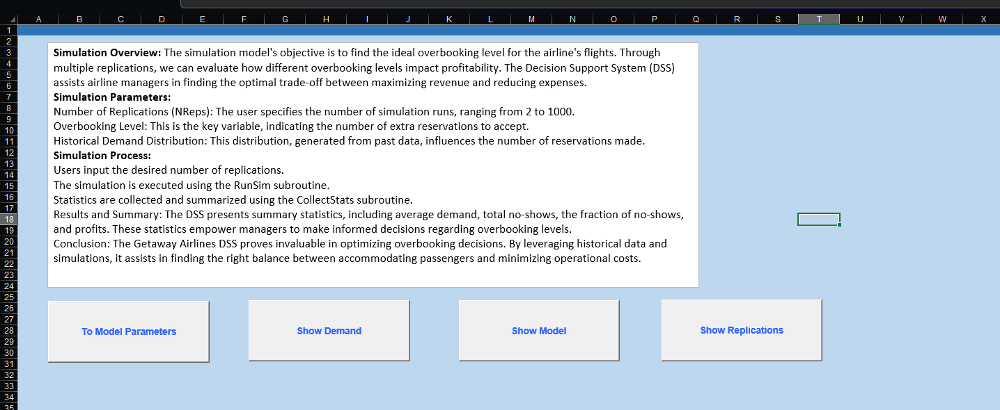 A B C D E F G H I J K L M N O P Q R S T U V W X
1
2
3
4
5
6
7
8
9
10
11
12
13
14
15
16
17
18
19
20
21
22
23
24
25
26
27
28
29
30
31
32
33
34
35
Simulation Overview: The simulation model's objective is to find the ideal overbooking level for the airline's flights. Through
multiple replications, we can evaluate how different overbooking levels impact profitability. The Decision Support System (DSS)
assists airline managers in finding the optimal trade-off between maximizing revenue and reducing expenses.
Simulation Parameters:
Number of Replications (NReps): The user specifies the number of simulation runs, ranging from 2 to 1000.
Overbooking Level: This is the key variable, indicating the number of extra reservations to accept.
Historical Demand Distribution: This distribution, generated from past data, influences the number of reservations made.
Simulation Process:
Users input the desired number of replications.
The simulation is executed using the RunSim subroutine.
Statistics are collected and summarized using the CollectStats subroutine.
Results and Summary: The DSS presents summary statistics, including average demand, total no-shows, the fraction of no-shows,
and profits. These statistics empower managers to make informed decisions regarding overbooking levels.
Conclusion: The Getaway Airlines DSS proves invaluable in optimizing overbooking decisions. By leveraging historical data and
simulations, it assists in finding the right balance between accommodating passengers and minimizing operational costs.
To Model Parameters
Show Demand
Show Model
Show Replications